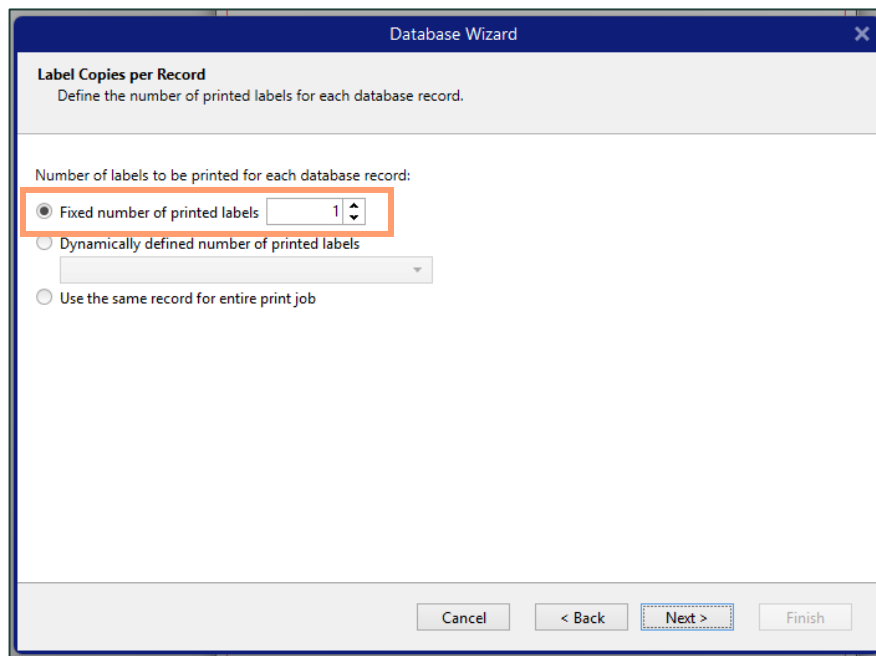 Database Wizard
Label Copies per Record
Define the number of printed labels for each database record.
Number of labels to be printed for each database record:
Fixed number of printed labels 1
Dynamically defined number of printed labels
Use the same record for entire print job
Cancel < Back Next > Finish